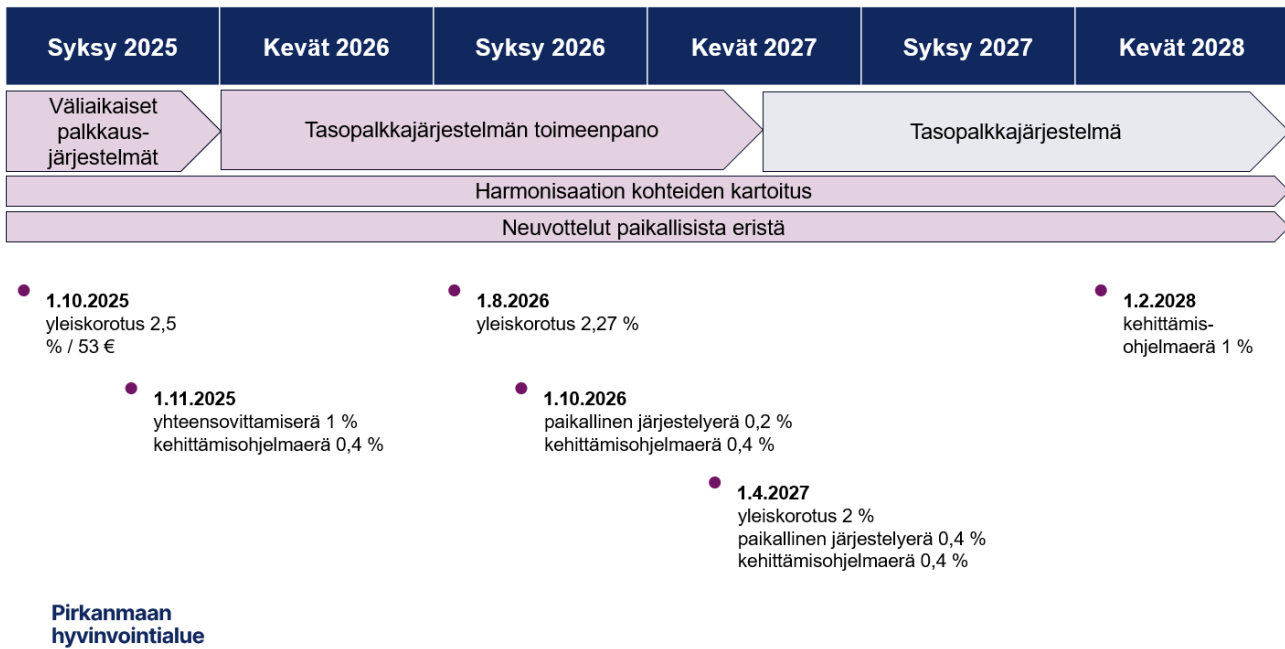 Syksy 2025
Kevät 2026
Syksy 2026
Kevät 2027
Syksy 2027
Kevät 2028
Väliaikaiset
palkkaus-
järjestelmät
Tasopalkkajärjestelmän toimeenpano
Tasopalkkajärjestelmä
Harmonisaation kohteiden kartoitus
Neuvottelut paikallisista eristä
1.10.2025
yleiskorotus 2,5
% / 53 €
1.11.2025
yhteensovittamiserä 1 %
kehittämisohjelmaerä 0,4 %
1.8.2026
yleiskorotus 2,27 %
1.10.2026
paikallinen järjestelyerä 0,2 %
kehittämisohjelmaerä 0,4 %
1.4.2027
yleiskorotus 2 %
paikallinen järjestelyerä 0,4 %
kehittämisohjelmaerä 0,4 %
1.2.2028
kehittämis-
ohjelmaerä 1 %
Pirkanmaan
hyvinvointialue